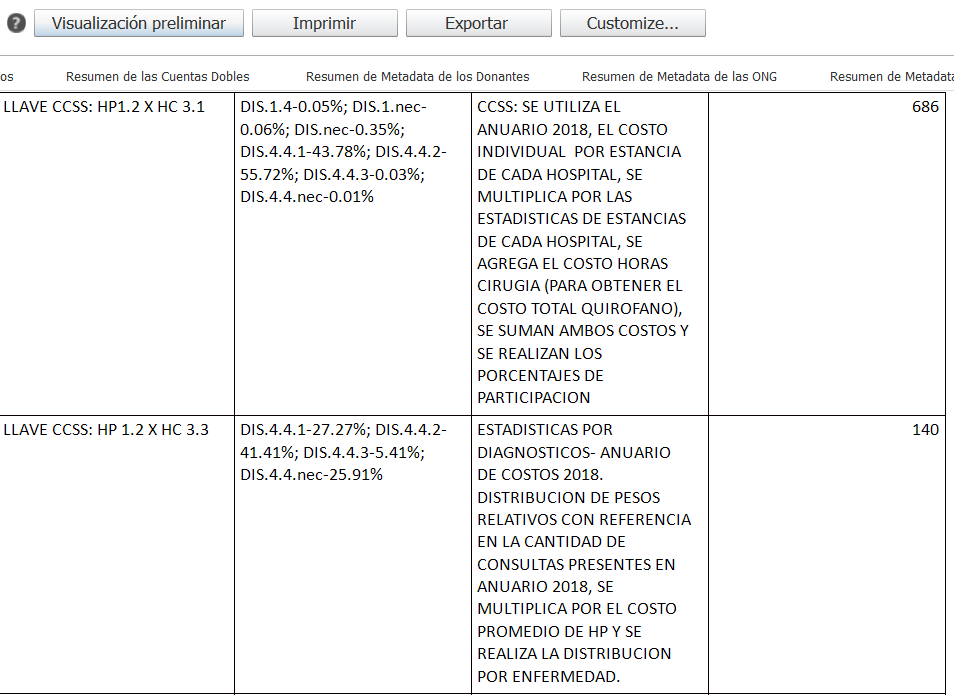 ?
Visualización preliminar
Imprimir
Exportar
Customize...
os
Resumen de las Cuentas Dobles
Resumen de Metadata de los Donantes
Resumen de Metadata de las ONG
Resumen de Metadata
LLAVE CCSS: HP1.2 X HC 3.1
DIS.1.4-0.05%; DIS.1.nec-
0.06%; DIS.nec-0.35%;
DIS.4.4.1-43.78%; DIS.4.4.2-
55.72%; DIS.4.4.3-0.03%;
DIS.4.4.nec-0.01%
CCSS: SE UTILIZA EL
ANUARIO 2018, EL COSTO
INDIVIDUAL  POR ESTANCIA
DE CADA HOSPITAL, SE
MULTIPLICA POR LAS
ESTADISTICAS DE ESTANCIAS
DE CADA HOSPITAL, SE
AGREGA EL COSTO HORAS
CIRUGIA (PARA OBTENER EL
COSTO TOTAL QUIROFANO),
SE SUMAN AMBOS COSTOS Y
SE REALIZAN LOS
PORCENTAJES DE
PARTICIPACION
686
LLAVE CCSS: HP 1.2 X HC 3.3
DIS.4.4.1-27.27%; DIS.4.4.2-
41.41%; DIS.4.4.3-5.41%;
DIS.4.4.nec-25.91%
ESTADISTICAS POR
DIAGNOSTICOS- ANUARIO
DE COSTOS 2018.
DISTRIBUCION DE PESOS
RELATIVOS CON REFERENCIA
EN LA CANTIDAD DE
CONSULTAS PRESENTES EN
ANUARIO 2018, SE
MULTIPLICA POR EL COSTO
PROMEDIO DE HP Y SE
REALIZA LA DISTRIBUCION
POR ENFERMEDAD.
140